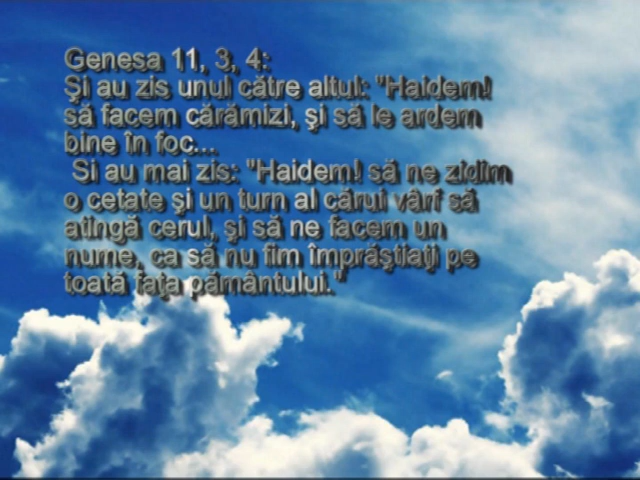 Genesa 11, 3, 4:
Şi au zis unul către altul: "Haidem!
să facem cărămizi, şi să le ardem
bine în foc...
Si au mai zis: "Haidem! să ne zidim
o cetate şi un turn al cărui vârf să
atingă cerul, şi să ne facem un
nume, ca să nu fim împrăştiaţi pe
toată faţa pământului."